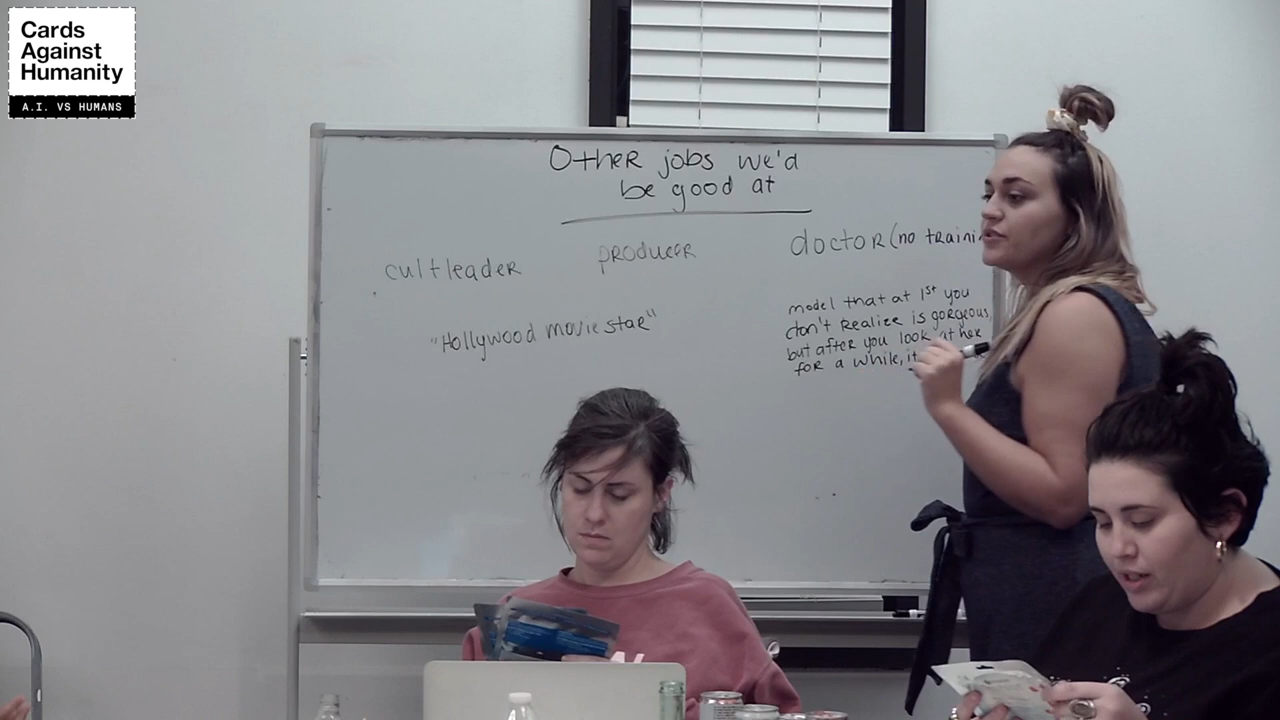 Cards
Against
Humanity
A.I. VS HUMANS
Other jobs we'd
be good at
cult leader
producer
doctor (no traini
"Hollywood movie star"
model that at 1st you
don't realize is gorgeous,
but after you look at her
for a while, it